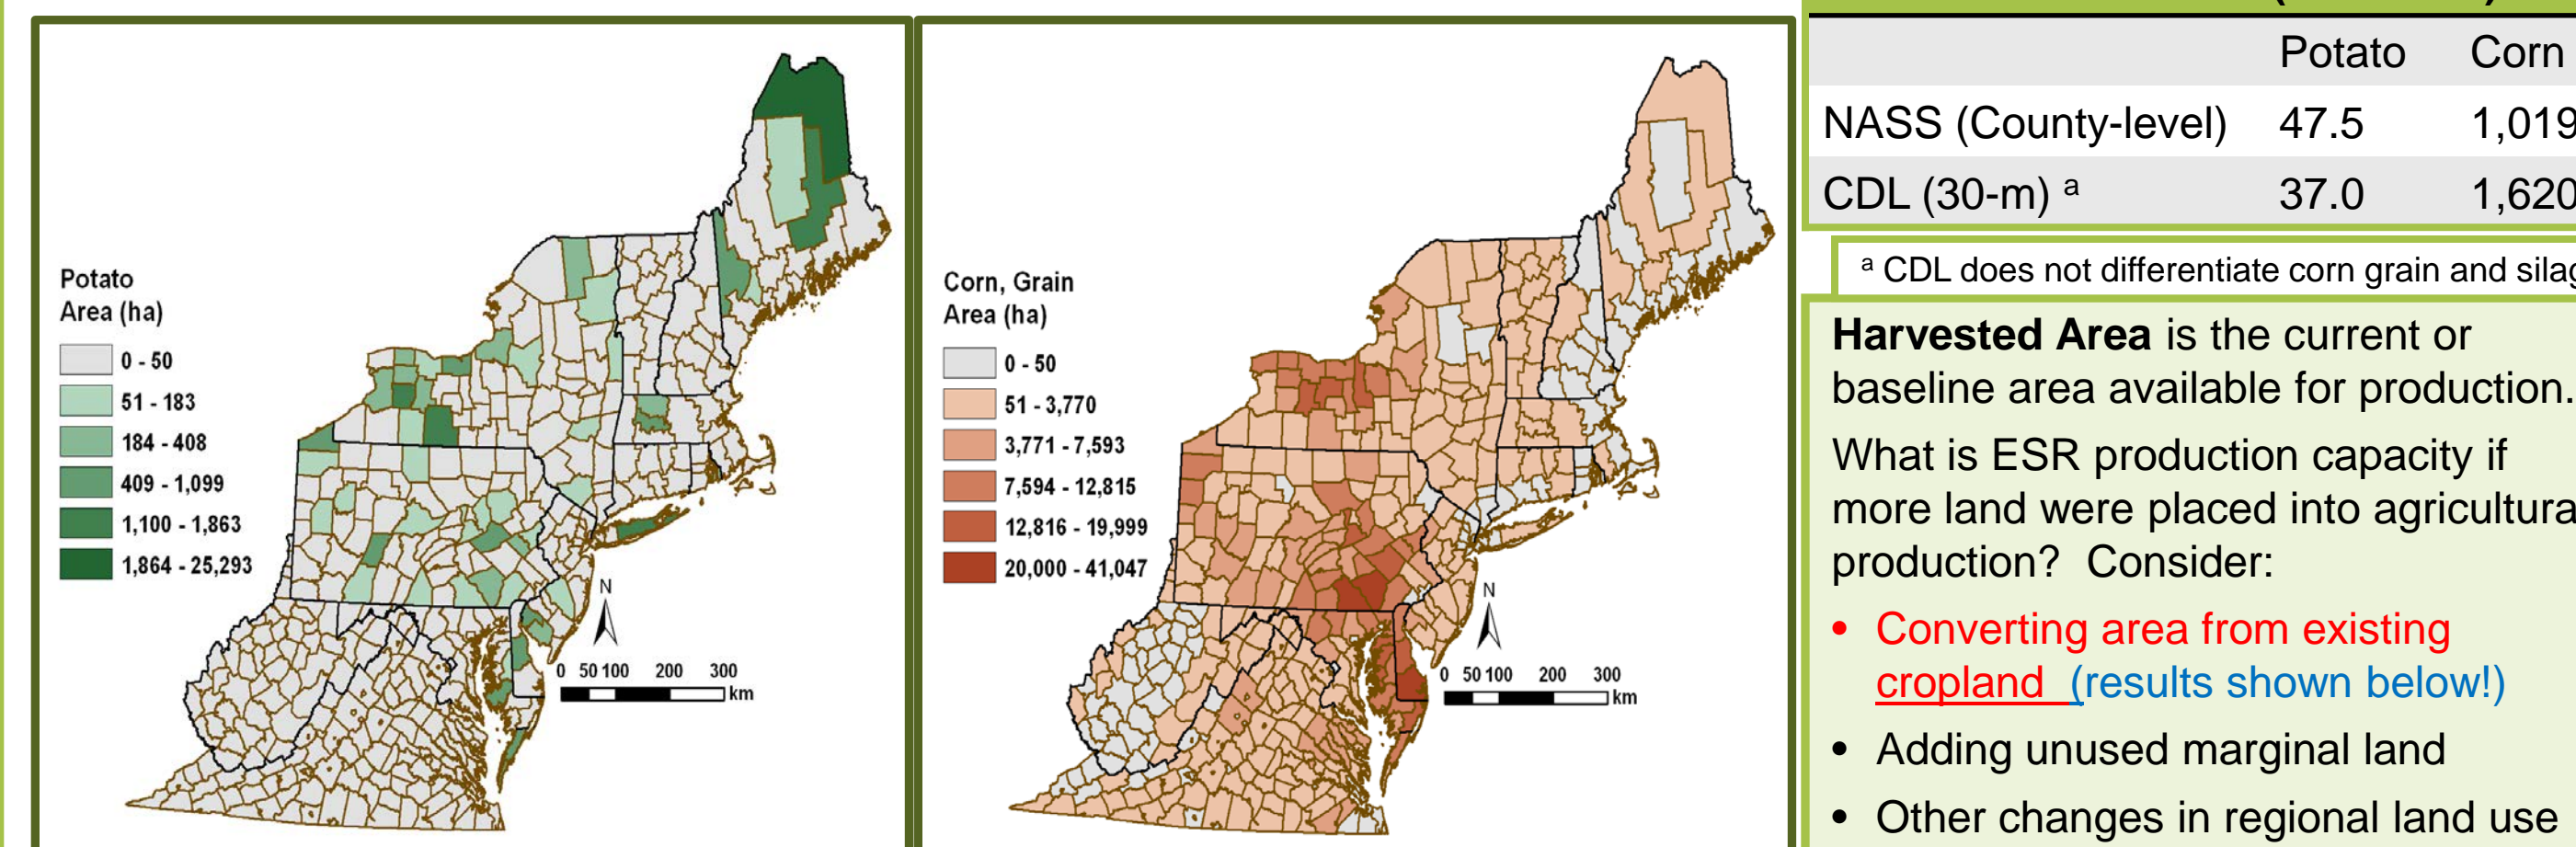 Potato
Area (ha)
0 - 50
51 - 183
184 - 408
409 - 1,099
1,100 - 1,863
1,864 - 25,293
N
0 50 100 200 300
km
Corn, Grain
Area (ha)
0 - 50
51 - 3,770
3,771 - 7,593
7,594 - 12,815
12,816 - 19,999
20,000 - 41,047
N
0 50 100 200 300
km
Potato Corn
NASS (County-level) 47.5 1,019
CDL (30-m) a 37.0 1,620
a CDL does not differentiate corn grain and silag
Harvested Area is the current or
baseline area available for production.
What is ESR production capacity if
more land were placed into agricultura
production? Consider:
• Converting area from existing
cropland (results shown below!)
• Adding unused marginal land
• Other changes in regional land use